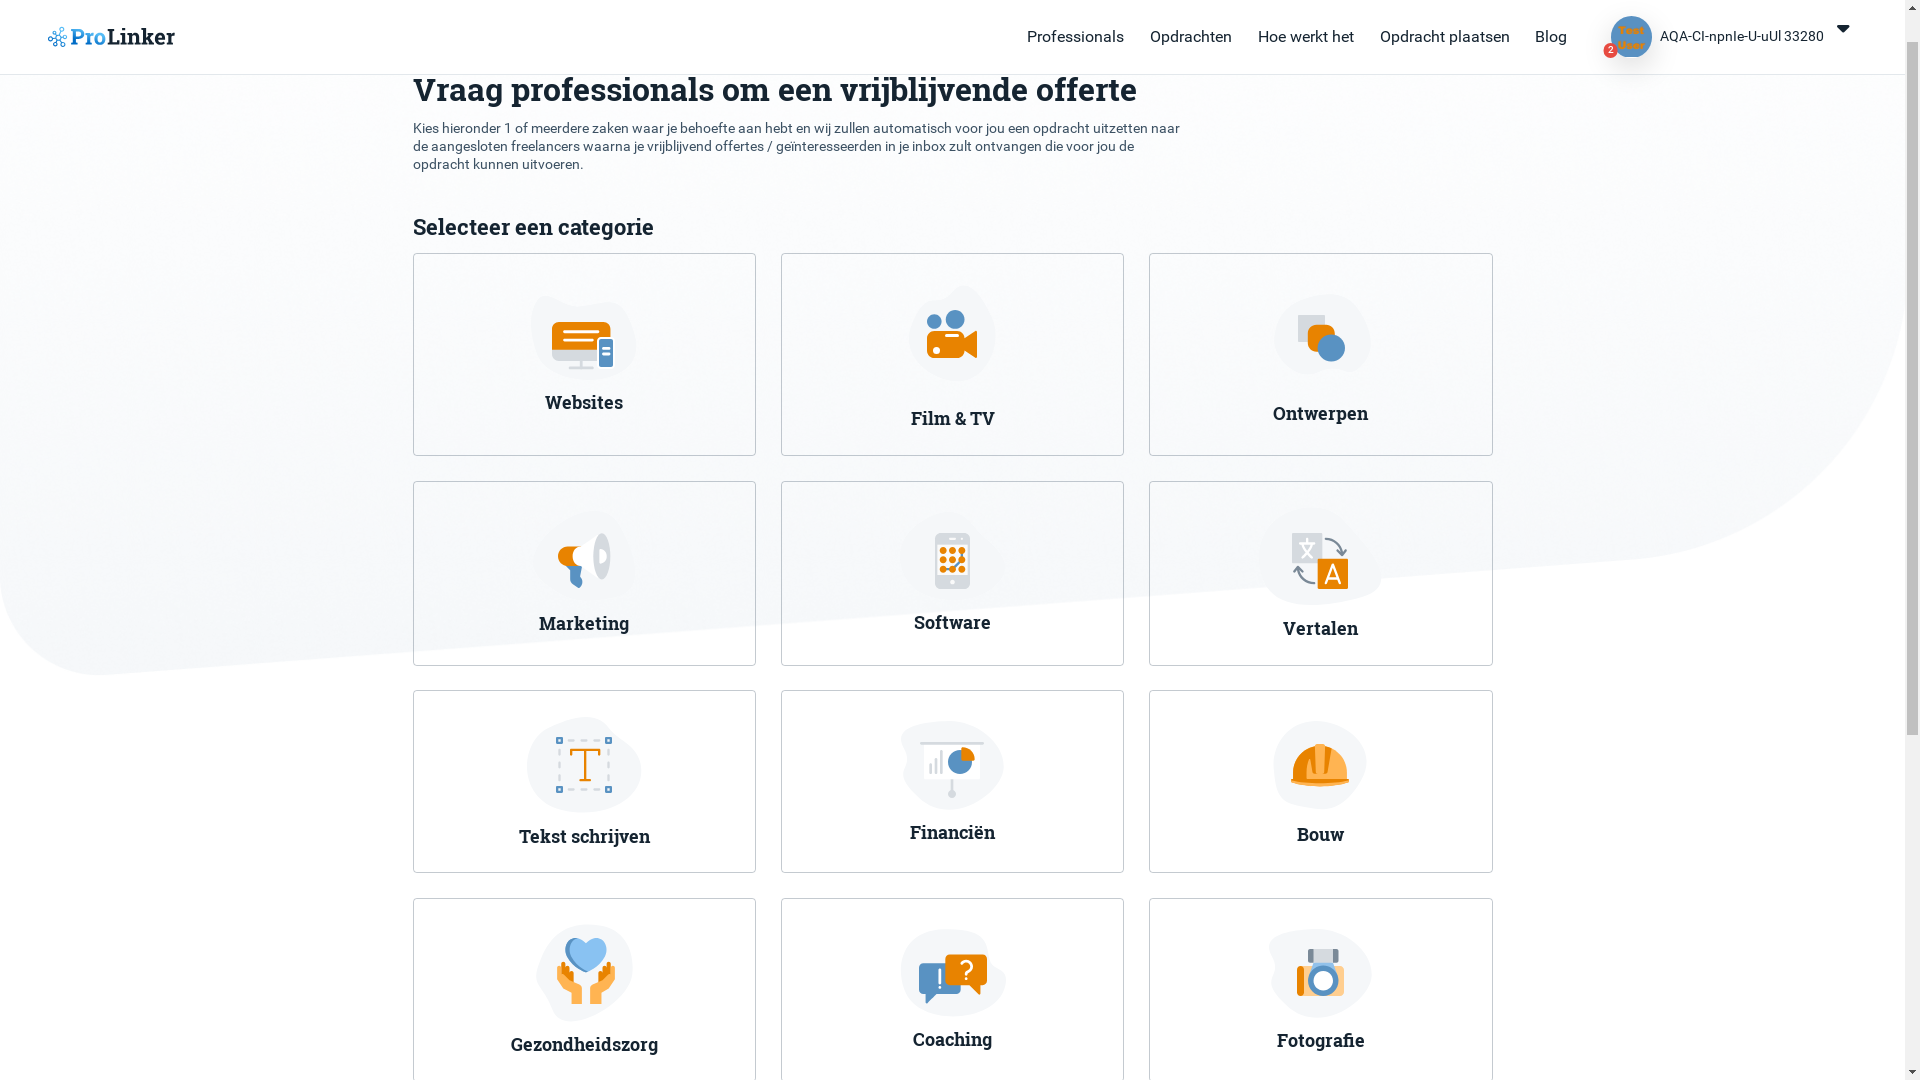 ProLinker
Professionals
Opdrachten
Hoe werkt het
Opdracht plaatsen
Blog
Test
User
2
AQA-CI-npnIe-U-uUl 33280
Vraag professionals om een vrijblijvende offerte
Kies hieronder 1 of meerdere zaken waar je behoefte aan hebt en wij zullen automatisch voor jou een opdracht uitzetten naar
de aangesloten freelancers waarna je vrijblijvend offertes / geïnteresseerden in je inbox zult ontvangen die voor jou de
opdracht kunnen uitvoeren.
Selecteer een categorie
Websites
Film & TV
Ontwerpen
Marketing
Software
Vertalen
Tekst schrijven
Financiën
Bouw
Gezondheidszorg
Coaching
Fotografie